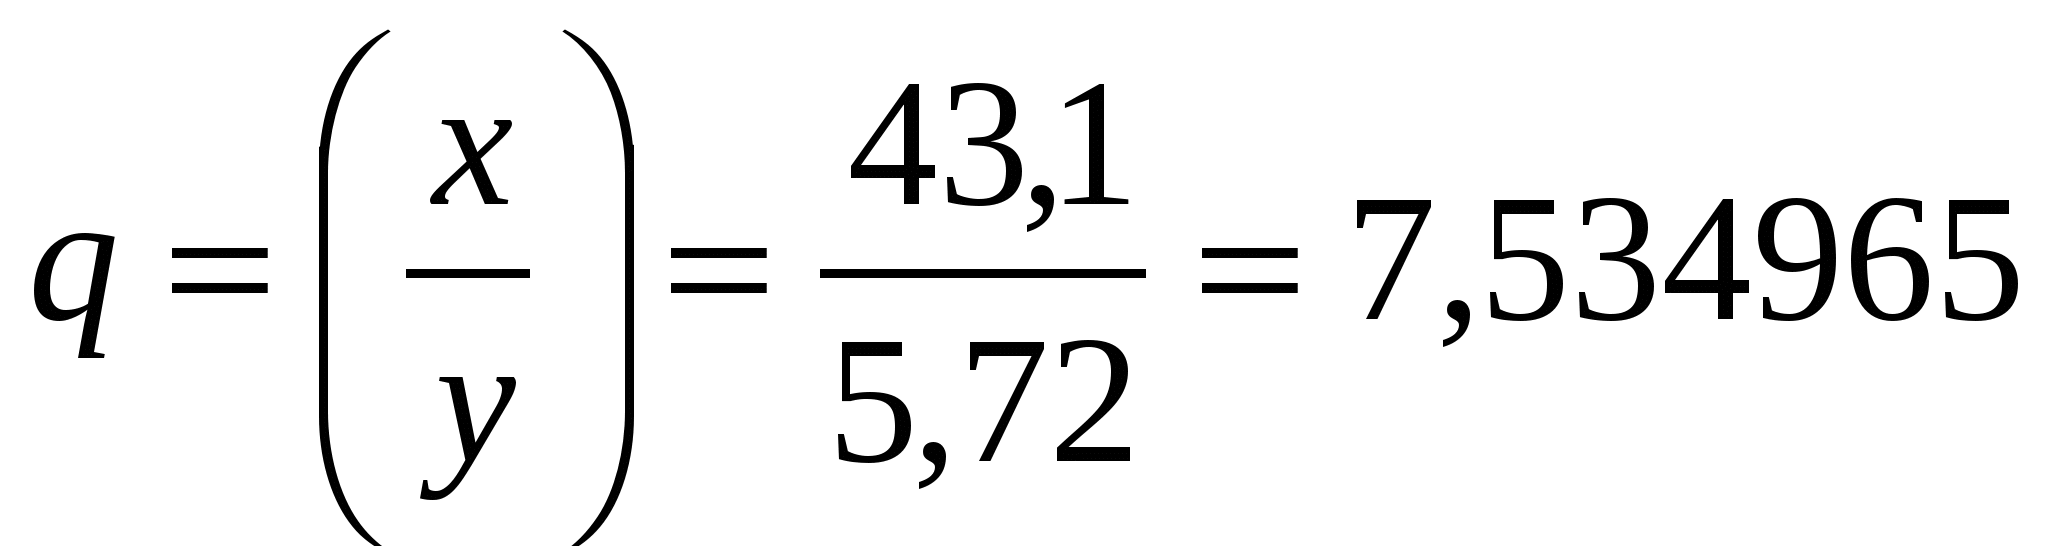 q = (x/y) = 43,1/5,72 = 7,534965